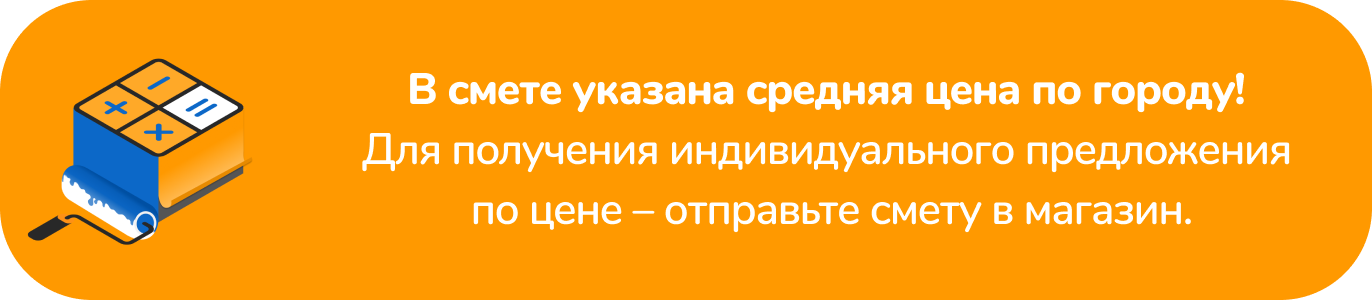 В смете указана средняя цена по городу!
Для получения индивидуального предложения
по цене – отправьте смету в магазин.